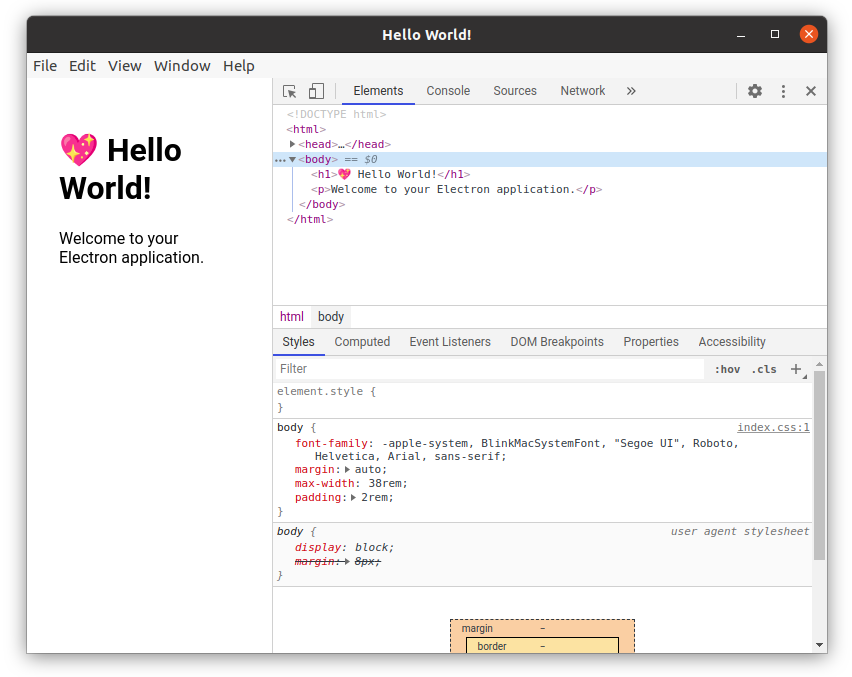 Hello World!
File Edit View Window Help
💖 Hello
World!
Welcome to your
Electron application.
Elements Console Sources Network »
<!DOCTYPE html>
<html>
<head>…</head>
<body> == $0
<h1>💖 Hello World!</h1>
<p>Welcome to your Electron application.</p>
</body>
</html>
html body
Styles Computed Event Listeners DOM Breakpoints Properties Accessibility
Filter :hov .cls +
element.style {
}
body { index.css:1
font-family: -apple-system, BlinkMacSystemFont, "Segoe UI", Roboto,
Helvetica, Arial, sans-serif;
margin: auto;
max-width: 38rem;
padding: 2rem;
}
body { user agent stylesheet
display: block;
margin: 8px;
}
margin –
border –